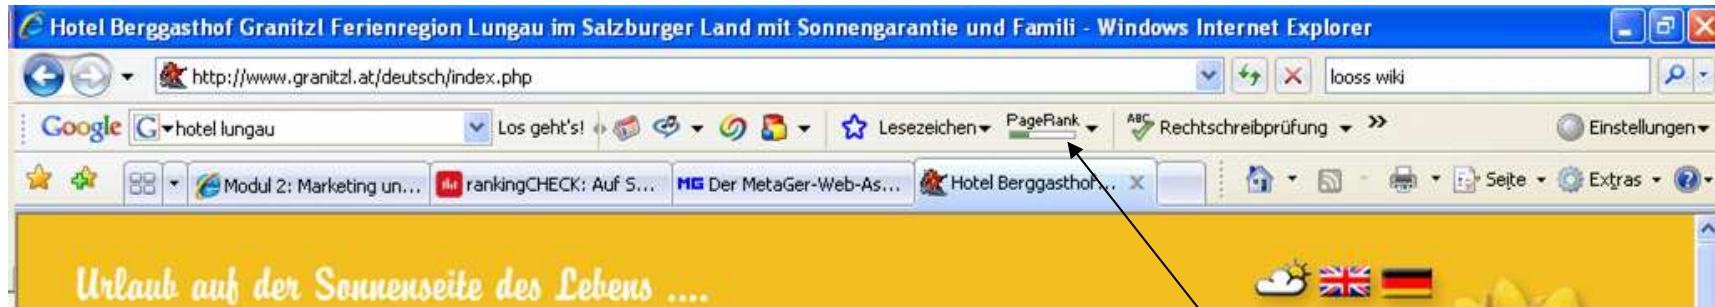 Hotel Berggasthof Granitzl Ferienregion Lungau im Salzburger Land mit Sonnengarantie und Famili - Windows Internet Explorer
http://www.granitzl.at/deutsch/index.php looss wiki
Google G hotel lungau Los geht's! Lesezeichen PageRank ABC Rechtschreibprüfung » Einstellungen
Modul 2: Marketing un... rankingCHECK: Auf S... MG Der MetaGer-Web-As... Hotel Berggasthof... X Seite Extras ?
Urlaub auf der Sonnenseite des Lebens ....